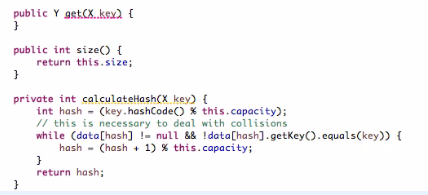 public Y get(X key) {
}
public int size() {
return this.size;
}
private int calculateHash(X key) {
int hash = (key.hashCode() % this.capacity);
// this is necessary to deal with collisions
while (data[hash] != null && !data[hash].getKey().equals(key)) {
hash = (hash + 1) % this.capacity;
}
return hash;
}